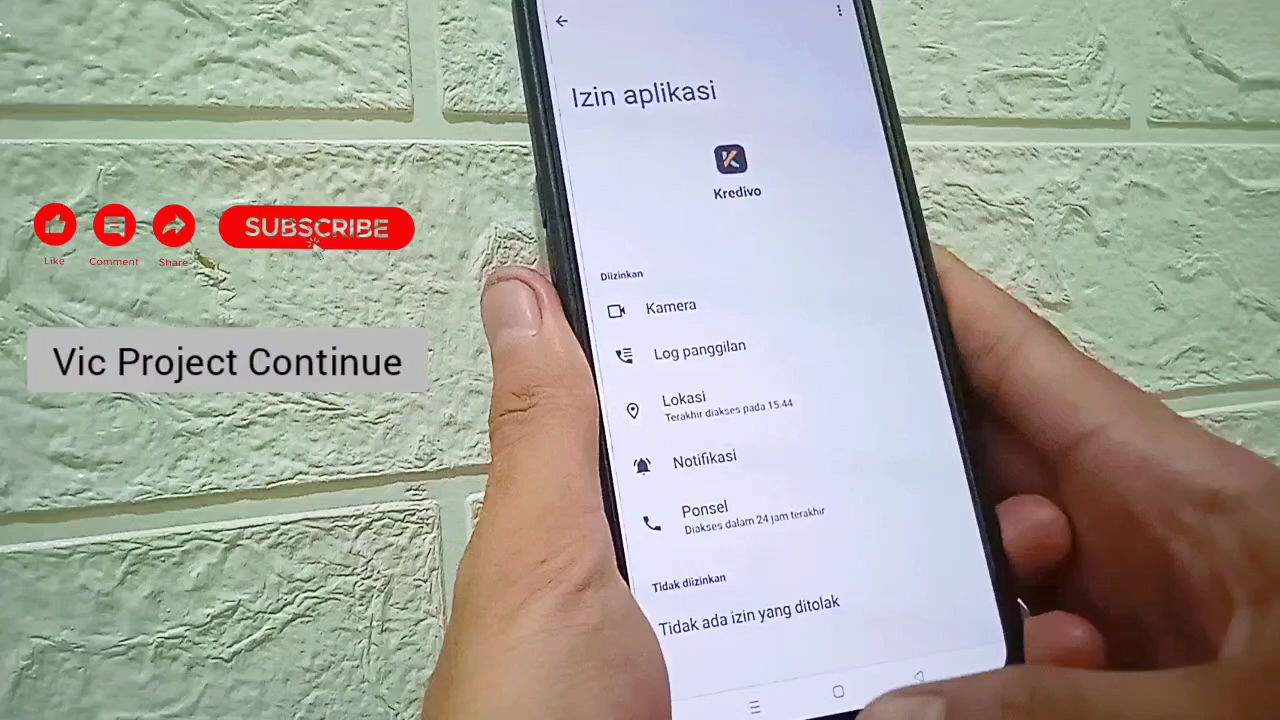 Izin aplikasi
Kredivo
Diizinkan
Kamera
Log panggilan
Lokasi
Terakhir diakses pada 15.44
Notifikasi
Ponsel
Diakses dalam 24 jam terakhir
Tidak diizinkan
Tidak ada izin yang ditolak
SUBSCRIBE
Like Comment Share
Vic Project Continue